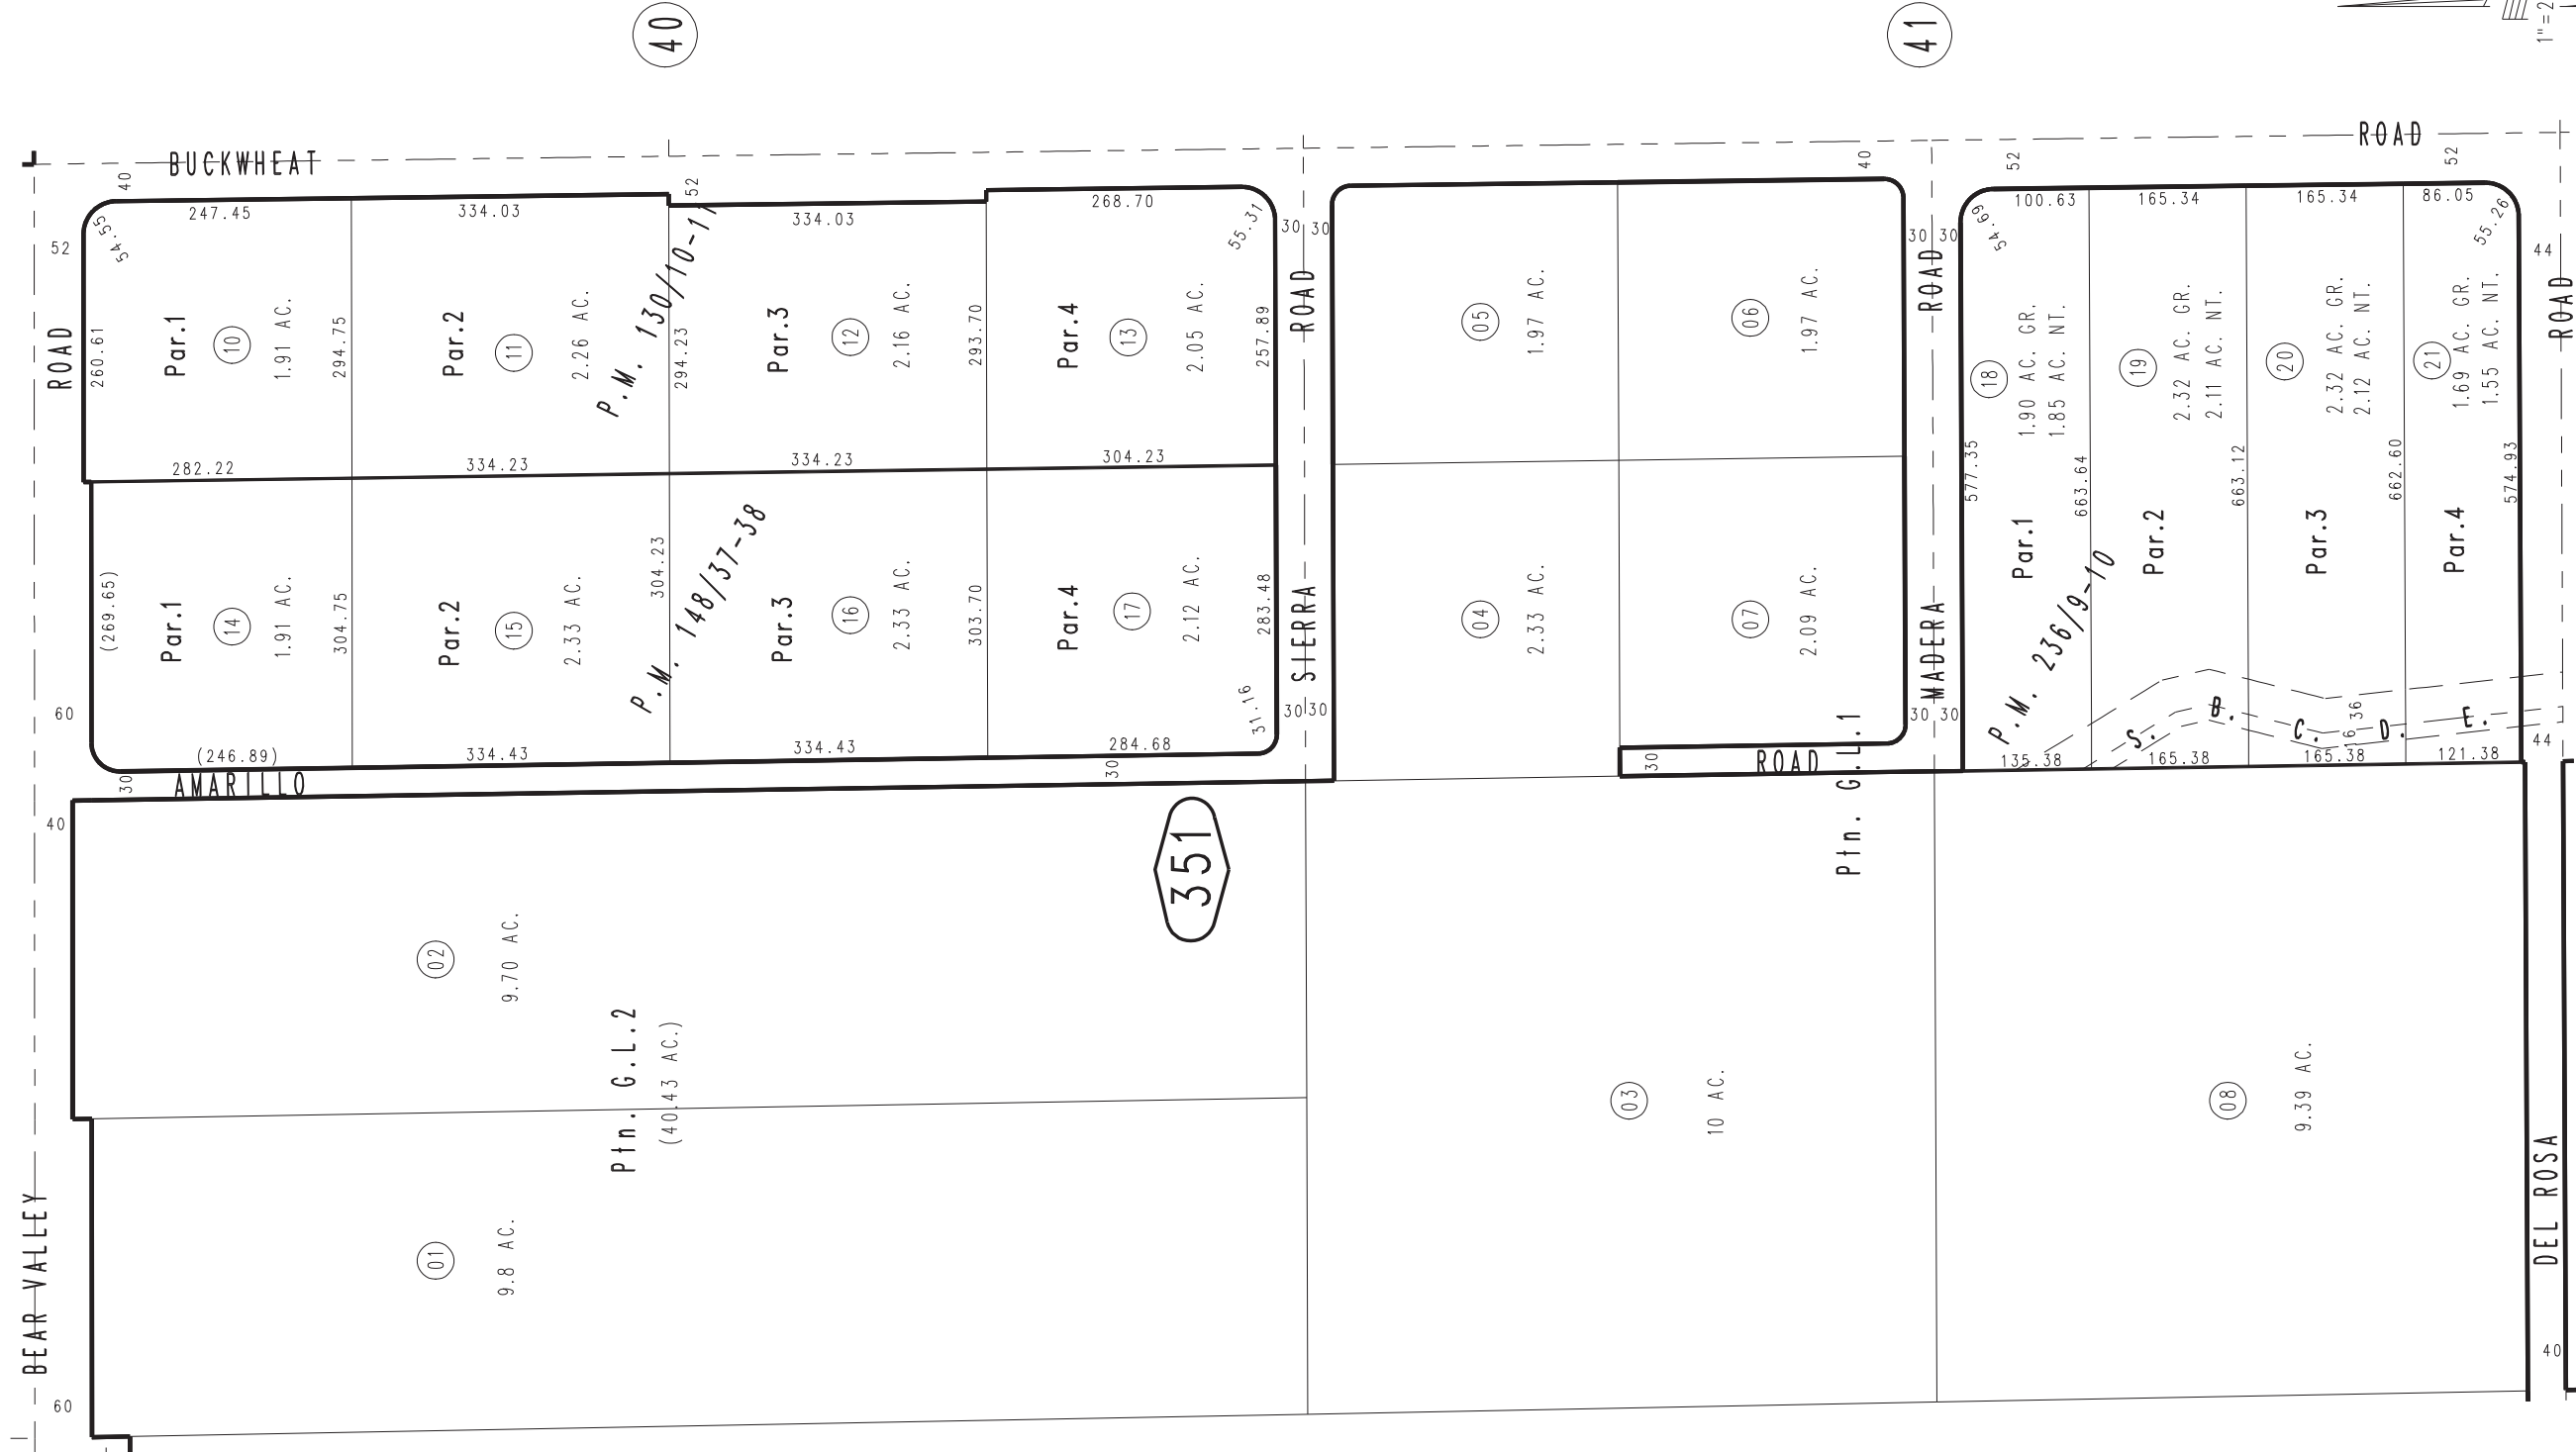 40
41
1"=2
BUCKWHEAT
ROAD
40
52
40
52
52
247.45
334.03
334.03
268.70
100.63
165.34
165.34
86.05
54.55
55.31
54.69
55.26
52
30
30
30
30
44
ROAD
260.61
Par.1
10
1.91 AC.
294.75
Par.2
11
2.26 AC.
P.M. 130/10-11
294.23
Par.3
12
2.16 AC.
293.70
Par.4
13
2.05 AC.
257.89
ROAD
05
1.97 AC.
06
1.97 AC.
ROAD
18
1.90 AC. GR.
1.85 AC. NT.
19
2.32 AC. GR.
2.11 AC. NT.
20
2.32 AC. GR.
2.12 AC. NT.
21
1.69 AC. GR.
1.55 AC. NT.
ROAD
282.22
334.23
334.23
304.23
577.35
663.64
663.12
662.60
574.93
(269.65)
Par.1
14
1.91 AC.
304.75
Par.2
15
2.33 AC.
304.23
P.M. 148/37-38
Par.3
16
2.33 AC.
303.70
Par.4
17
2.12 AC.
283.48
SIERRA
04
2.33 AC.
07
2.09 AC.
MADERA
Par.1
P.M. 236/9-10
Par.2
Par.3
Par.4
60
31.16
30
30
30
30
S. B. C. D. E.
36
16
44
(246.89)
334.43
334.43
284.68
135.38
165.38
165.38
121.38
30
AMARILLO
30
30
ROAD
40
351
Ptn. G.L.1
02
9.70 AC.
Ptn. G.L.2
(40.43 AC.)
03
10 AC.
08
9.39 AC.
BEAR VALLEY
01
9.8 AC.
DEL ROSA
60
40